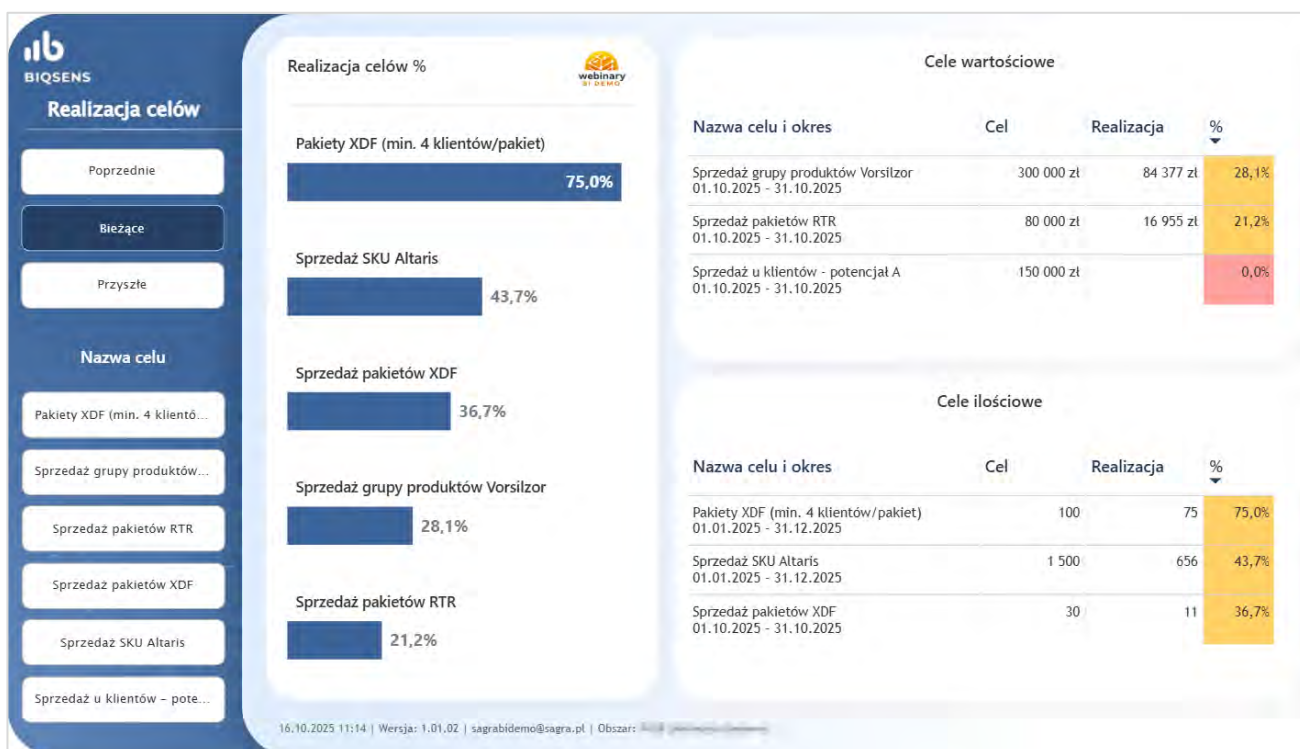 BIQSENS
Realizacja celów
Poprzednie
Bieżące
Przyszłe
Nazwa celu
Pakiety XDF (min. 4 klientó...
Sprzedaż grupy produktów...
Sprzedaż pakietów RTR
Sprzedaż pakietów XDF
Sprzedaż SKU Altaris
Sprzedaż u klientów – pote...
Realizacja celów %
webinary
BI DEMO
Pakiety XDF (min. 4 klientów/pakiet)
75,0%
Sprzedaż SKU Altaris
43,7%
Sprzedaż pakietów XDF
36,7%
Sprzedaż grupy produktów Vorsilzor
28,1%
Sprzedaż pakietów RTR
21,2%
Cele wartościowe
Nazwa celu i okres Cel Realizacja %
Sprzedaż grupy produktów Vorsilzor 300 000 zł 84 377 zł 28,1%
01.10.2025 - 31.10.2025
Sprzedaż pakietów RTR 80 000 zł 16 955 zł 21,2%
01.10.2025 - 31.10.2025
Sprzedaż u klientów - potencjał A 150 000 zł 0,0%
01.10.2025 - 31.10.2025
Cele ilościowe
Nazwa celu i okres Cel Realizacja %
Pakiety XDF (min. 4 klientów/pakiet) 100 75 75,0%
01.01.2025 - 31.12.2025
Sprzedaż SKU Altaris 1 500 656 43,7%
01.01.2025 - 31.12.2025
Sprzedaż pakietów XDF 30 11 36,7%
01.10.2025 - 31.10.2025
16.10.2025 11:14 | Wersja: 1.01.02 | sagrabidemo@sagra.pl | Obszar: